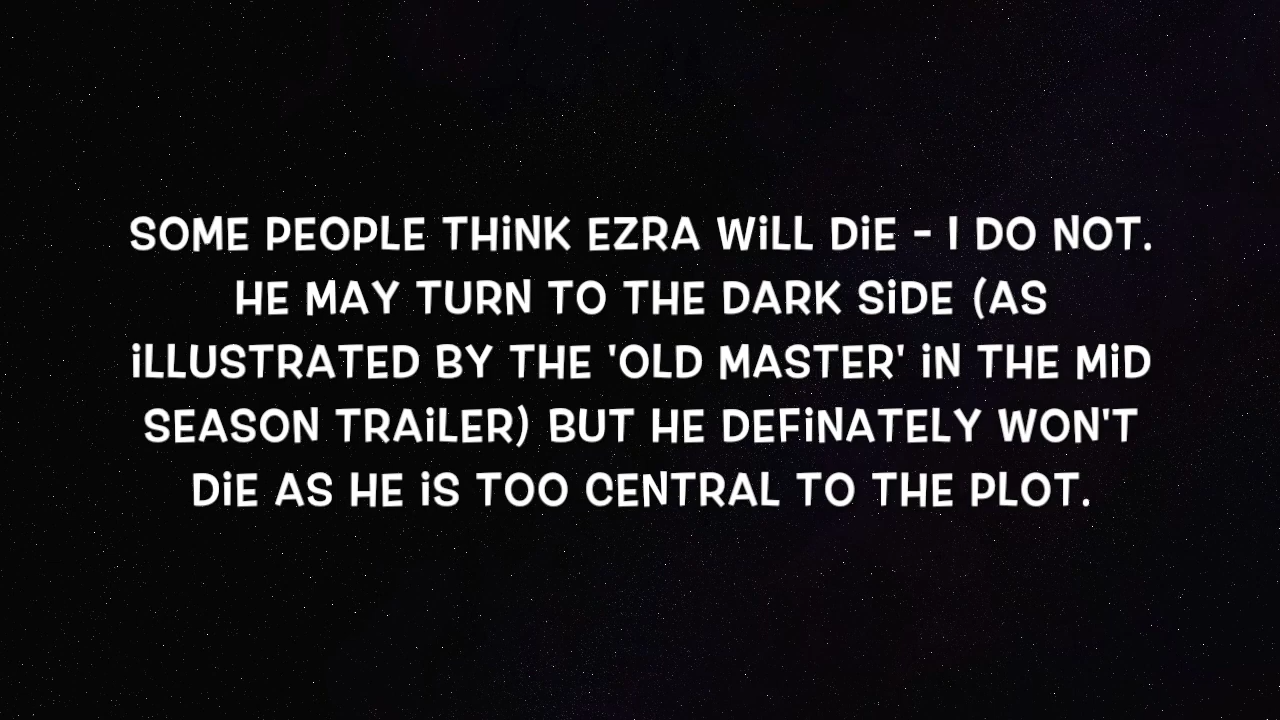 SOME PEOPLE THiNK EZRA WiLL DiE - I DO NOT.
HE MAY TURN TO THE DARK SiDE (AS
iLLUSTRATED BY THE 'OLD MASTER' iN THE MiD
SEASON TRAiLER) BUT HE DEFiNATELY WON'T
DiE AS HE iS TOO CENTRAL TO THE PLOT.